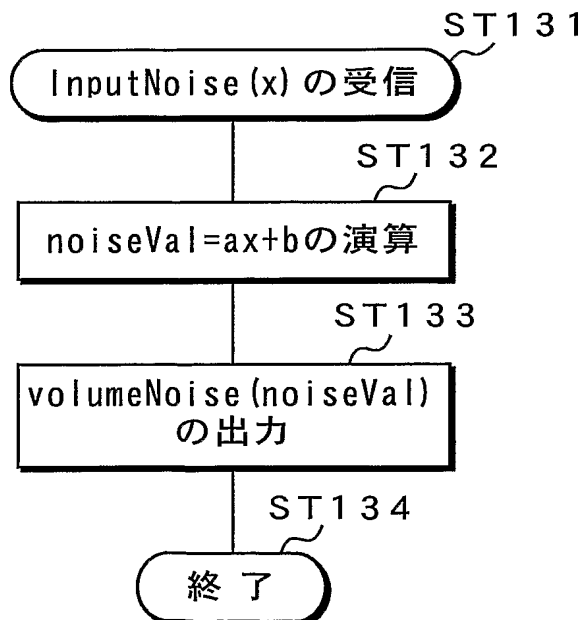 ST131
InputNoise(x)の受信
ST132
noiseVal=ax+bの演算
ST133
volumeNoise(noiseVal)
の出力
ST134
終了